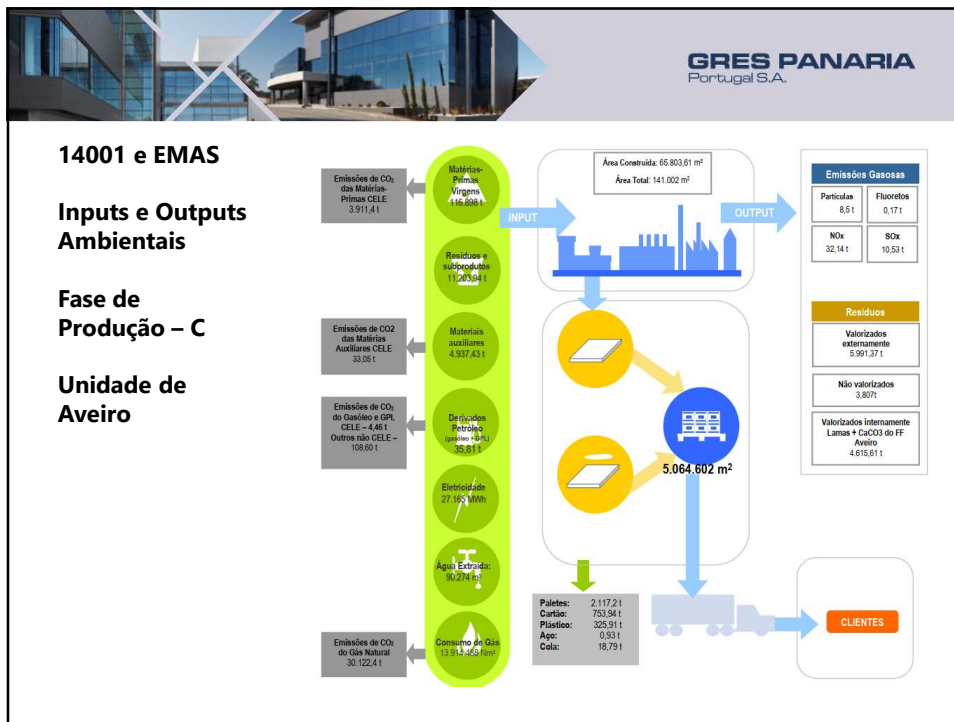 GRES PANARIA
Portugal S.A.
14001 e EMAS
Inputs e Outputs
Ambientais
Fase de
Produção – C
Unidade de
Aveiro
Emissões de CO₂
das Matérias-
Primas CELE
3.911,4 t
Emissões de CO2
das Matérias
Auxiliares CELE
33,05 t
Emissões de CO₂
do Gasóleo e GPL
CELE – 4,46 t
Outros não CELE –
108,60 t
Emissões de CO₂
do Gás Natural
30.122,4 t
Matérias-
Primas
Virgens
116.898 t
Resíduos e
subprodutos
11.203,94 t
Materiais
auxiliares
4.937,43 t
Derivados
Petróleo
(gasóleo + GPL)
35,81 t
Eletricidade
27.165 MWh
Água Extraída:
90.274 m³
Consumo de Gás
13.914.468 Nm³
INPUT
Área Construída: 65.803,61 m²
Área Total: 141.002 m²
OUTPUT
5.064.602 m²
Paletes: 2.117,2 t
Cartão: 753,94 t
Plástico: 325,91 t
Aço: 0,93 t
Cola: 18,79 t
Emissões Gasosas
Partículas
8,5 t
Fluoretos
0,17 t
NOx
32,14 t
SOx
10,53 t
Resíduos
Valorizados
externamente
5.991,37 t
Não valorizados
3,807t
Valorizados internamente
Lamas + CaCO3 do FF
Aveiro
4.615,61 t
CLIENTES